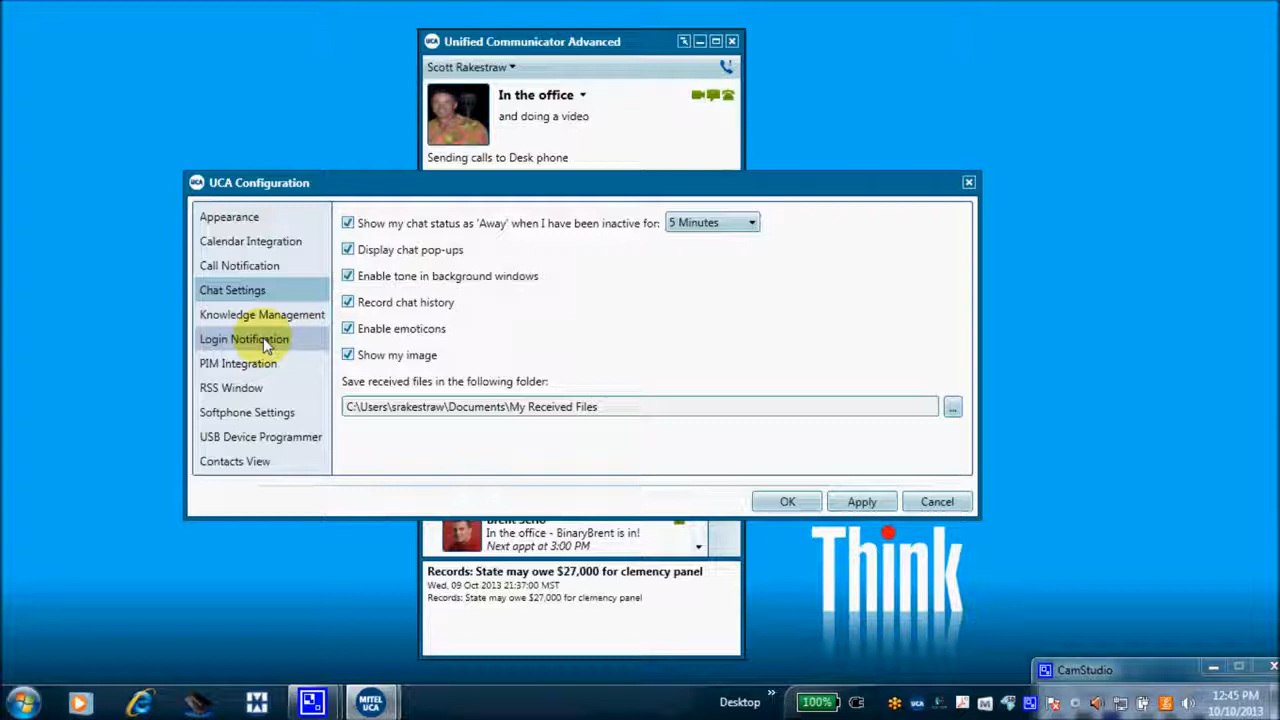 UCA Unified Communicator Advanced
Scott Rakestraw
In the office
and doing a video
Sending calls to Desk phone
UCA UCA Configuration
Appearance
Calendar Integration
Call Notification
Chat Settings
Knowledge Management
Login Notification
PIM Integration
RSS Window
Softphone Settings
USB Device Programmer
Contacts View
Show my chat status as 'Away' when I have been inactive for: 5 Minutes
Display chat pop-ups
Enable tone in background windows
Record chat history
Enable emoticons
Show my image
Save received files in the following folder:
C:\Users\srakestraw\Documents\My Received Files
...
OK Apply Cancel
In the office - BinaryBrent is in!
Next appt at 3:00 PM
Records: State may owe $27,000 for clemency panel
Wed, 09 Oct 2013 21:37:00 MST
Records: State may owe $27,000 for clemency panel
Think
CamStudio
MITEL UCA
Desktop
100%
UCA
12:45 PM
10/10/2013